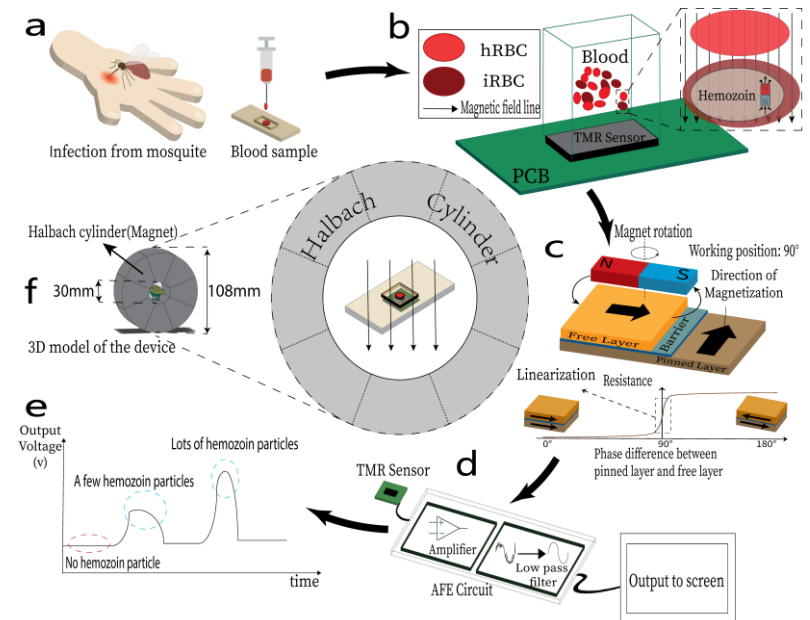 a
Infection from mosquite
Blood sample
b
hRBC
iRBC
Magnetic field line
Blood
TMR Sensor
PCB
Hemozoin
Halbach Cylinder
c
Magnet rotation
Working position: 90°
N
S
Direction of
Magnetization
Free Layer
Barrier
Pinned Layer
Linearization
Resistance
0°
90°
180°
Phase difference between
pinned layer and free layer
f
Halbach cylinder(Magnet)
30mm
108mm
3D model of the device
e
Output
Voltage
(v)
Lots of hemozoin particles
A few hemozoin particles
No hemozoin particle
time
d
TMR Sensor
Amplifier
Low pass
filter
AFE Circuit
Output to screen